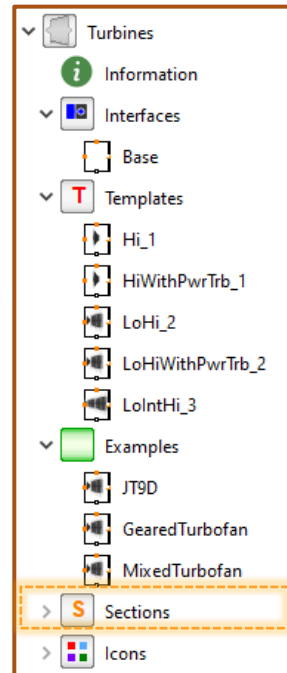 Turbines
i Information
Interfaces
Base
T Templates
Hi_1
HiWithPwrTrb_1
LoHi_2
LoHiWithPwrTrb_2
LoIntHi_3
Examples
JT9D
GearedTurbofan
MixedTurbofan
S Sections
Icons